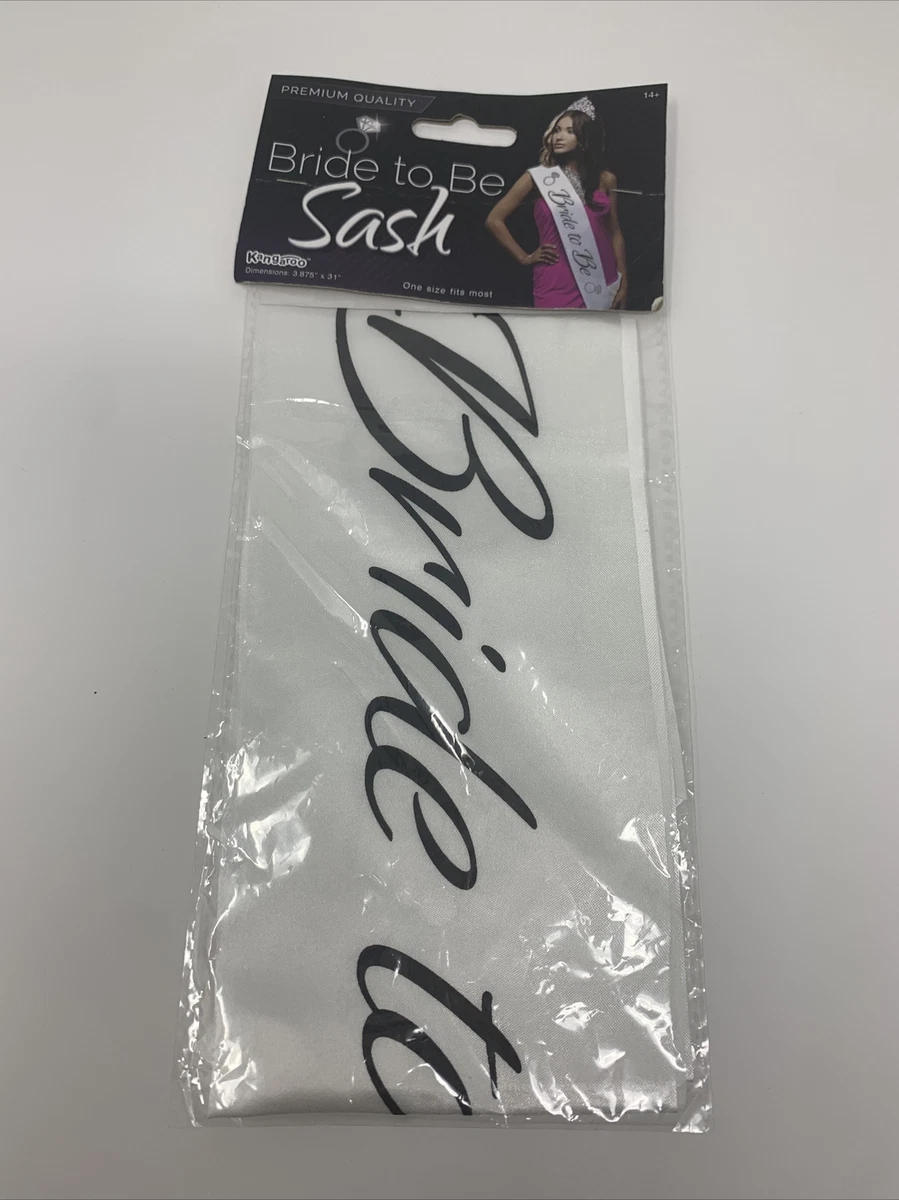 PREMIUM QUALITY
14+
Bride to Be
Sash
Kangaroo™
Dimensions: 3.875" x 31"
One size fits most
Bride to Be
Bride to